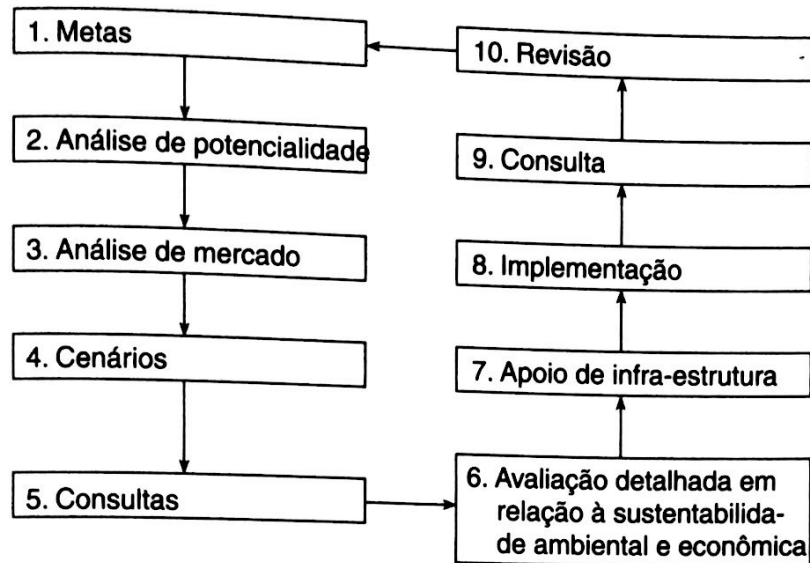 1. Metas
2. Análise de potencialidade
3. Análise de mercado
4. Cenários
5. Consultas
6. Avaliação detalhada em
relação à sustentabilida-
de ambiental e econômica
7. Apoio de infra-estrutura
8. Implementação
9. Consulta
10. Revisão